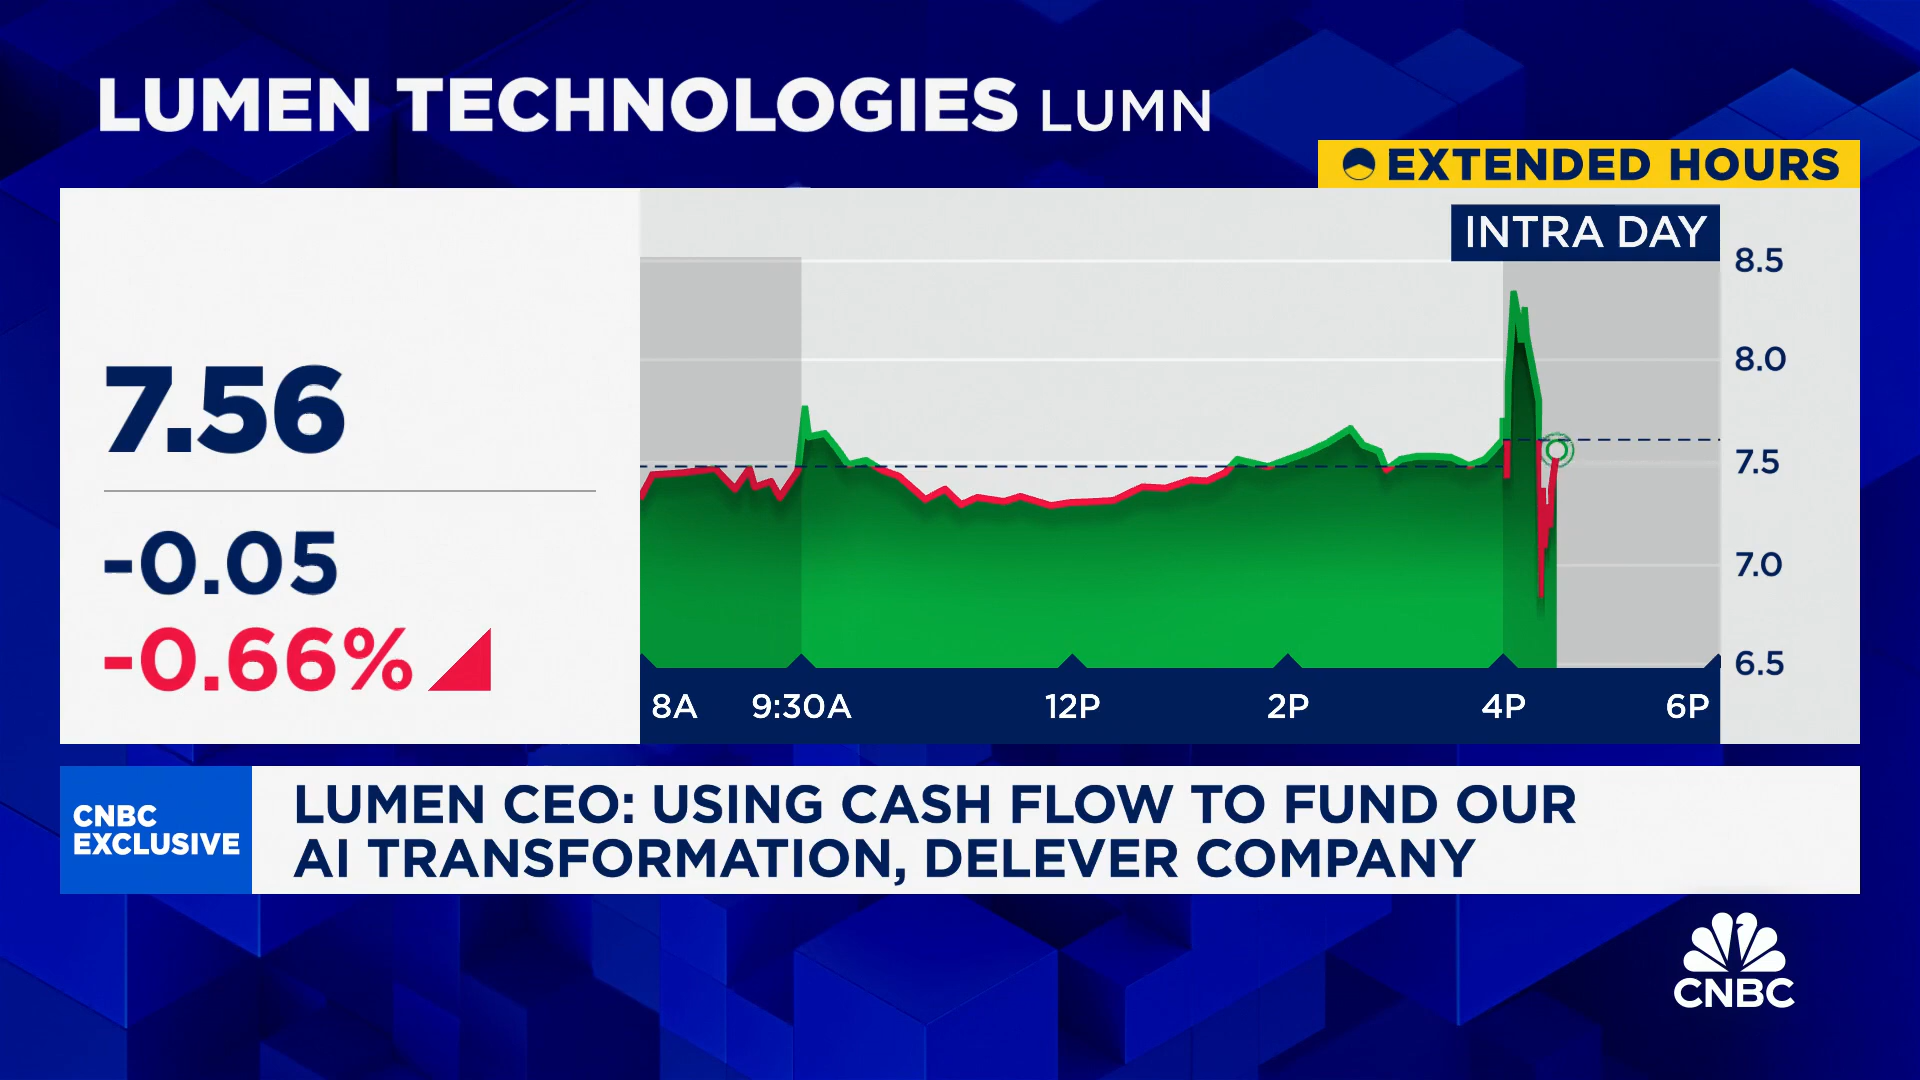 LUMEN TECHNOLOGIES LUMN
EXTENDED HOURS
INTRA DAY
7.56
-0.05
-0.66%
8.5
8.0
7.5
7.0
6.5
8A 9:30A 12P 2P 4P 6P
CNBC
EXCLUSIVE
LUMEN CEO: USING CASH FLOW TO FUND OUR
AI TRANSFORMATION, DELEVER COMPANY
CNBC